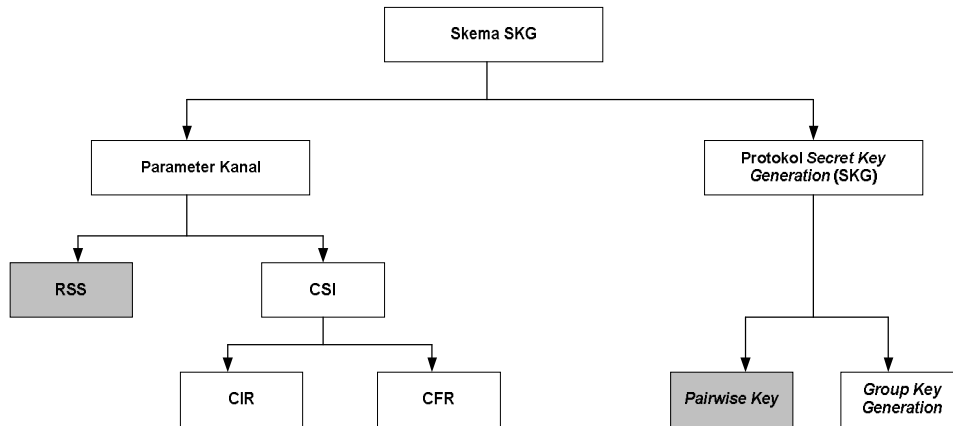 Skema SKG
Parameter Kanal
Protokol Secret Key
Generation (SKG)
RSS
CSI
CIR
CFR
Pairwise Key
Group Key
Generation